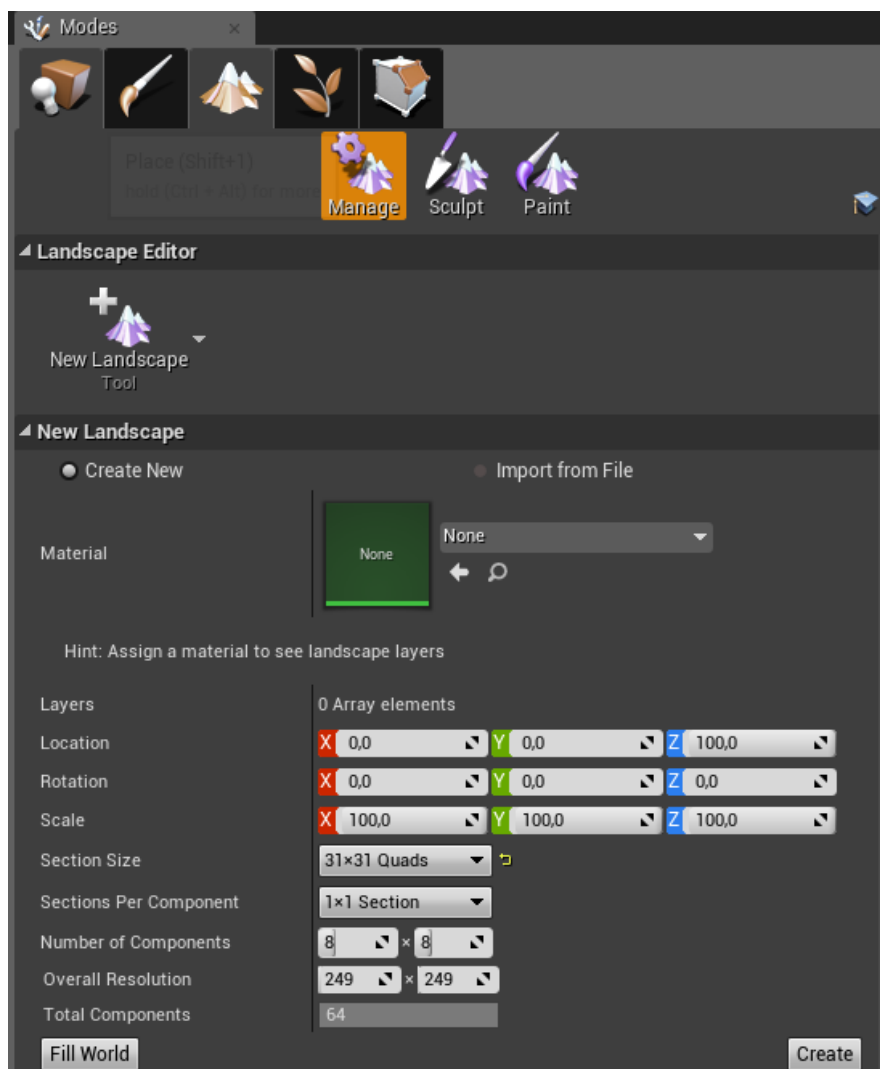 Modes
Place (Shift+1)
hold (Ctrl + Alt) for more
Manage Sculpt Paint
Landscape Editor
New Landscape
Tool
New Landscape
Create New Import from File
Material None None
Hint: Assign a material to see landscape layers
Layers 0 Array elements
Location X 0,0 Y 0,0 Z 100,0
Rotation X 0,0 Y 0,0 Z 0,0
Scale X 100,0 Y 100,0 Z 100,0
Section Size 31×31 Quads
Sections Per Component 1×1 Section
Number of Components 8 × 8
Overall Resolution 249 × 249
Total Components 64
Fill World Create